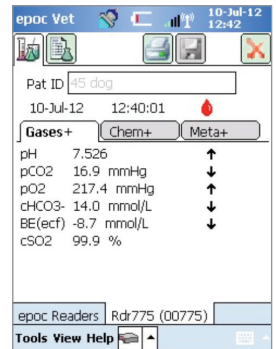 epoc Vet 10-Jul-12
12:42
Pat ID 45 dog
10-Jul-12 12:40:01
Gases+ Chem+ Meta+
pH 7.526 ↑
pCO2 16.9 mmHg ↓
pO2 217.4 mmHg ↑
cHCO3- 14.0 mmol/L ↓
BE(ecf) -8.7 mmol/L ↓
cSO2 99.9 %
epoc Readers Rdr775 (00775)
Tools View Help